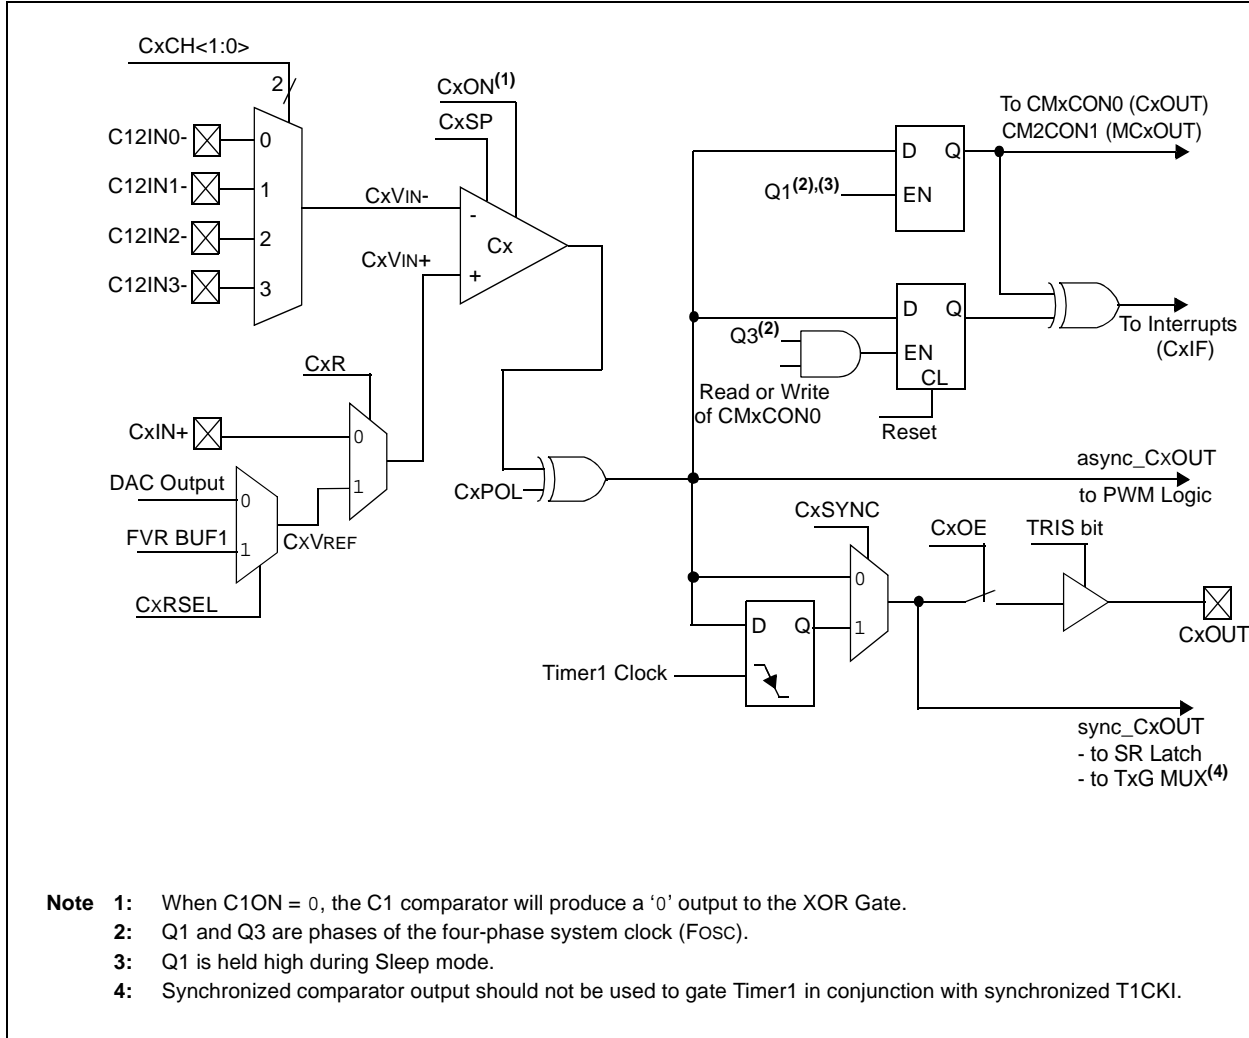 CxCH<1:0>
2
CxON(1)
CxSP
C12IN0-
C12IN1-
C12IN2-
C12IN3-
0
1
2
3
CxVIN-
CxVIN+
-
+
Cx
CxR
CxIN+
0
1
DAC Output
FVR BUF1
0
1
CxVREF
CxRSEL
CxPOL
D Q
EN
Q1(2),(3)
To CMxCON0 (CxOUT)
CM2CON1 (MCxOUT)
D Q
EN
CL
Q3(2)
Read or Write
of CMxCON0
Reset
To Interrupts
(CxIF)
async_CxOUT
to PWM Logic
CxSYNC
0
1
CxOE
TRIS bit
CxOUT
D Q
Timer1 Clock
sync_CxOUT
- to SR Latch
- to TxG MUX(4)
Note 1: When C1ON = 0, the C1 comparator will produce a ‘0’ output to the XOR Gate.
2: Q1 and Q3 are phases of the four-phase system clock (FOSC).
3: Q1 is held high during Sleep mode.
4: Synchronized comparator output should not be used to gate Timer1 in conjunction with synchronized T1CKI.